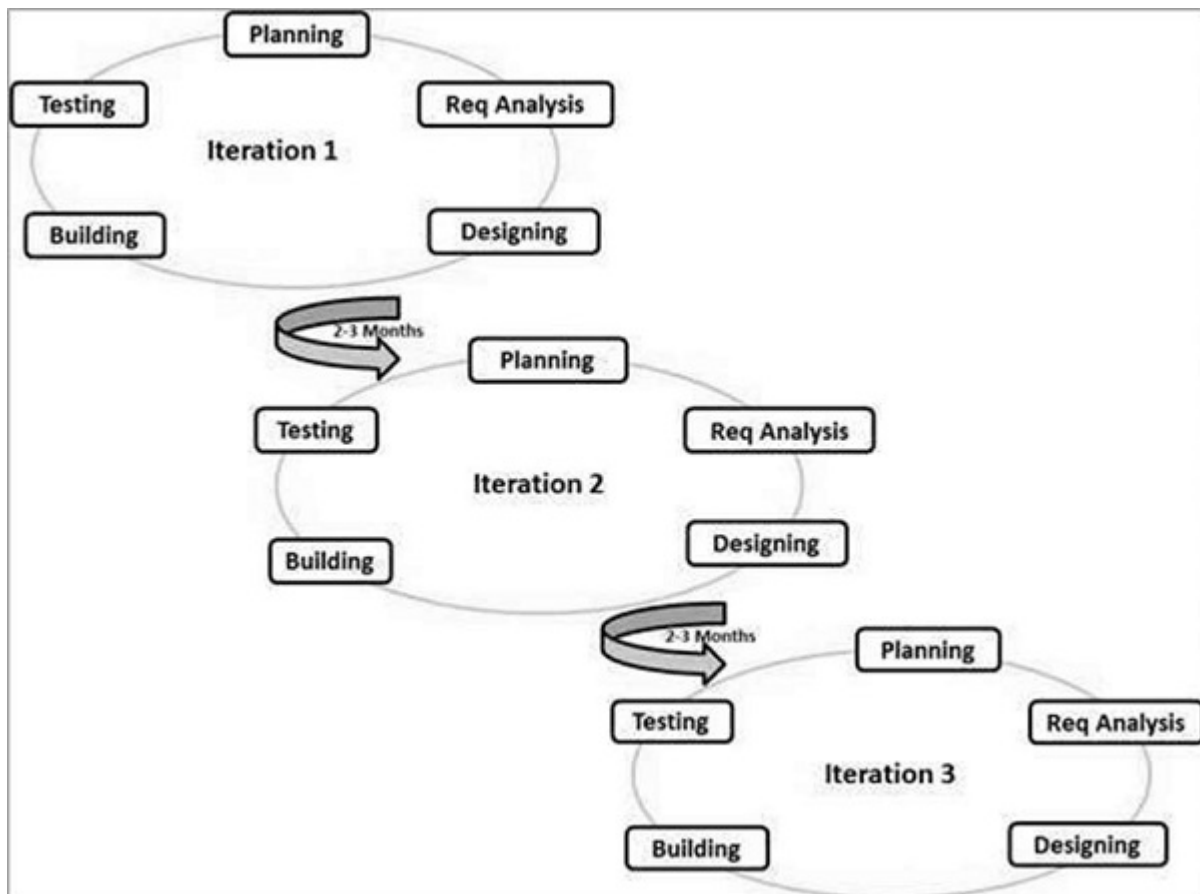 Planning
Testing
Req Analysis
Iteration 1
Building
Designing
2-3 Months
Planning
Testing
Req Analysis
Iteration 2
Building
Designing
2-3 Months
Planning
Testing
Req Analysis
Iteration 3
Building
Designing